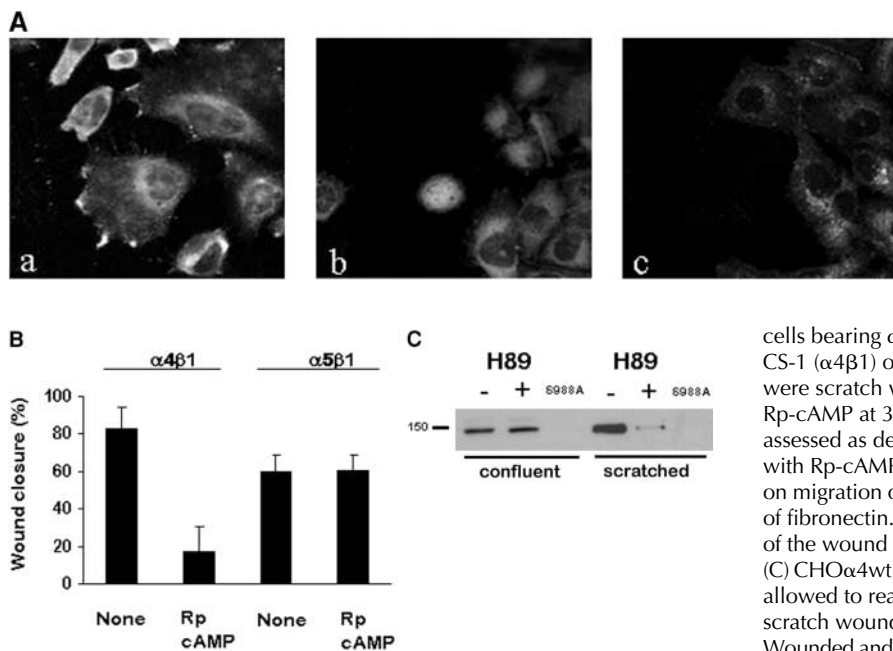 A
a
b
c
B
α4β1 α5β1
Wound closure (%)
100
80
60
40
20
0
None Rp cAMP None Rp cAMP
C
H89 H89
- + S988A - + S988A
150
confluent scratched
cells bearing
CS-1 (α4β1) o
were scratch w
Rp-cAMP at 3
assessed as de
with Rp-cAMP
on migration o
of fibronectin.
of the wound
(C) CHOα4wt
allowed to rea
scratch wound
Wounded and